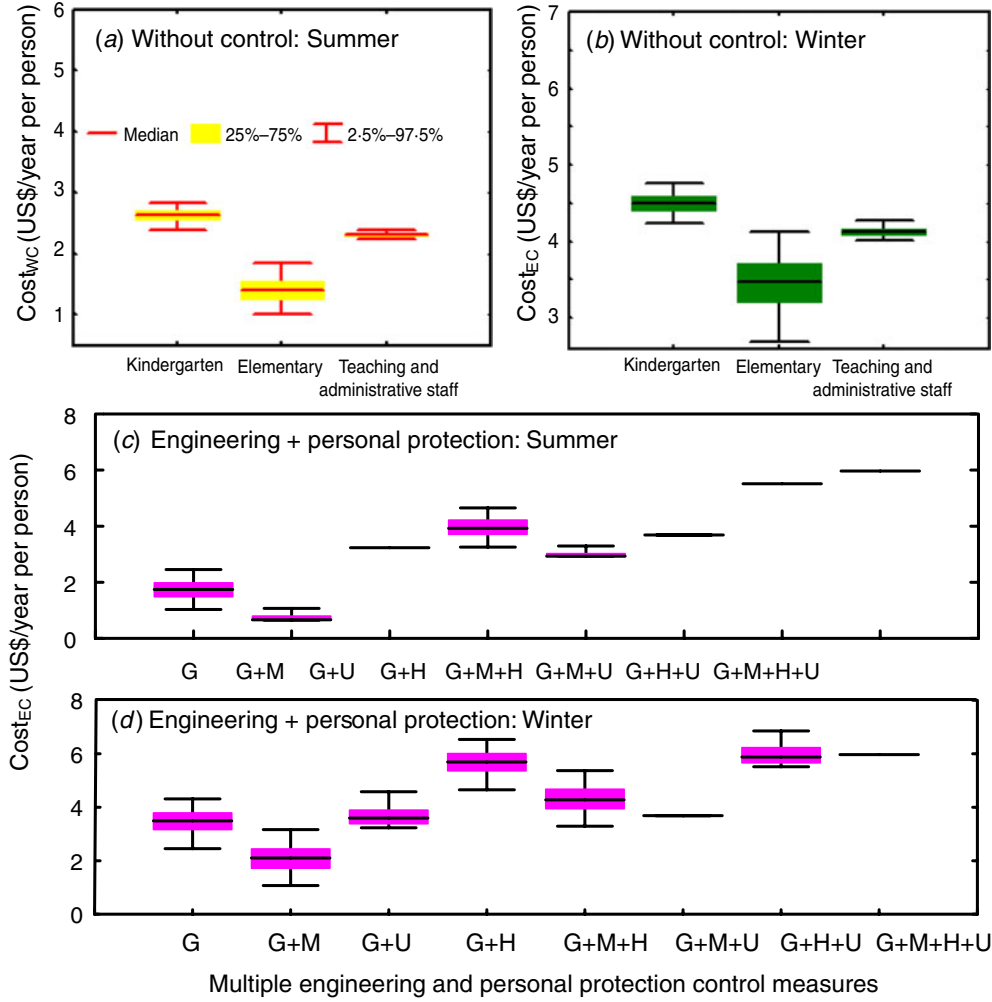 (a) Without control: Summer
Cost_WC (US$/year per person)
6
5
4
3
2
1
Median
25%–75%
2·5%–97·5%
Kindergarten
Elementary
Teaching and
administrative staff
(b) Without control: Winter
Cost_EC (US$/year per person)
7
6
5
4
3
Kindergarten
Elementary
Teaching and
administrative staff
Cost_EC (US$/year per person)
(c) Engineering + personal protection: Summer
8
6
4
2
0
G G+M G+U G+H G+M+H G+M+U G+H+U G+M+H+U
(d) Engineering + personal protection: Winter
8
6
4
2
0
G G+M G+U G+H G+M+H G+M+U G+H+U G+M+H+U
Multiple engineering and personal protection control measures